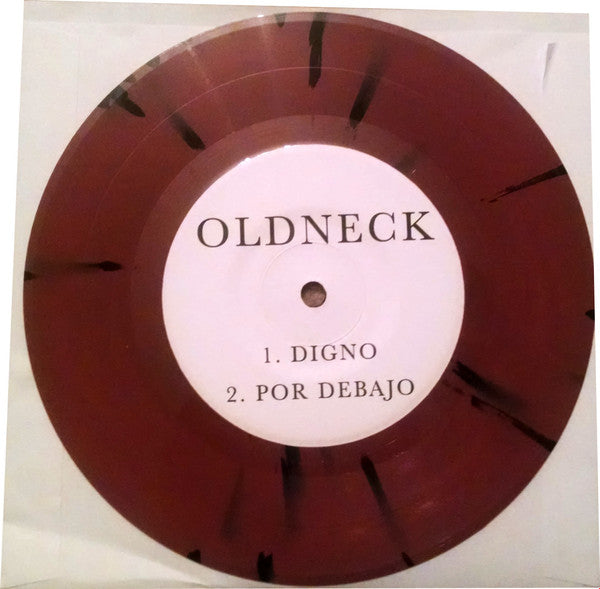 OLDNECK
1. DIGNO
2. POR DEBAJO